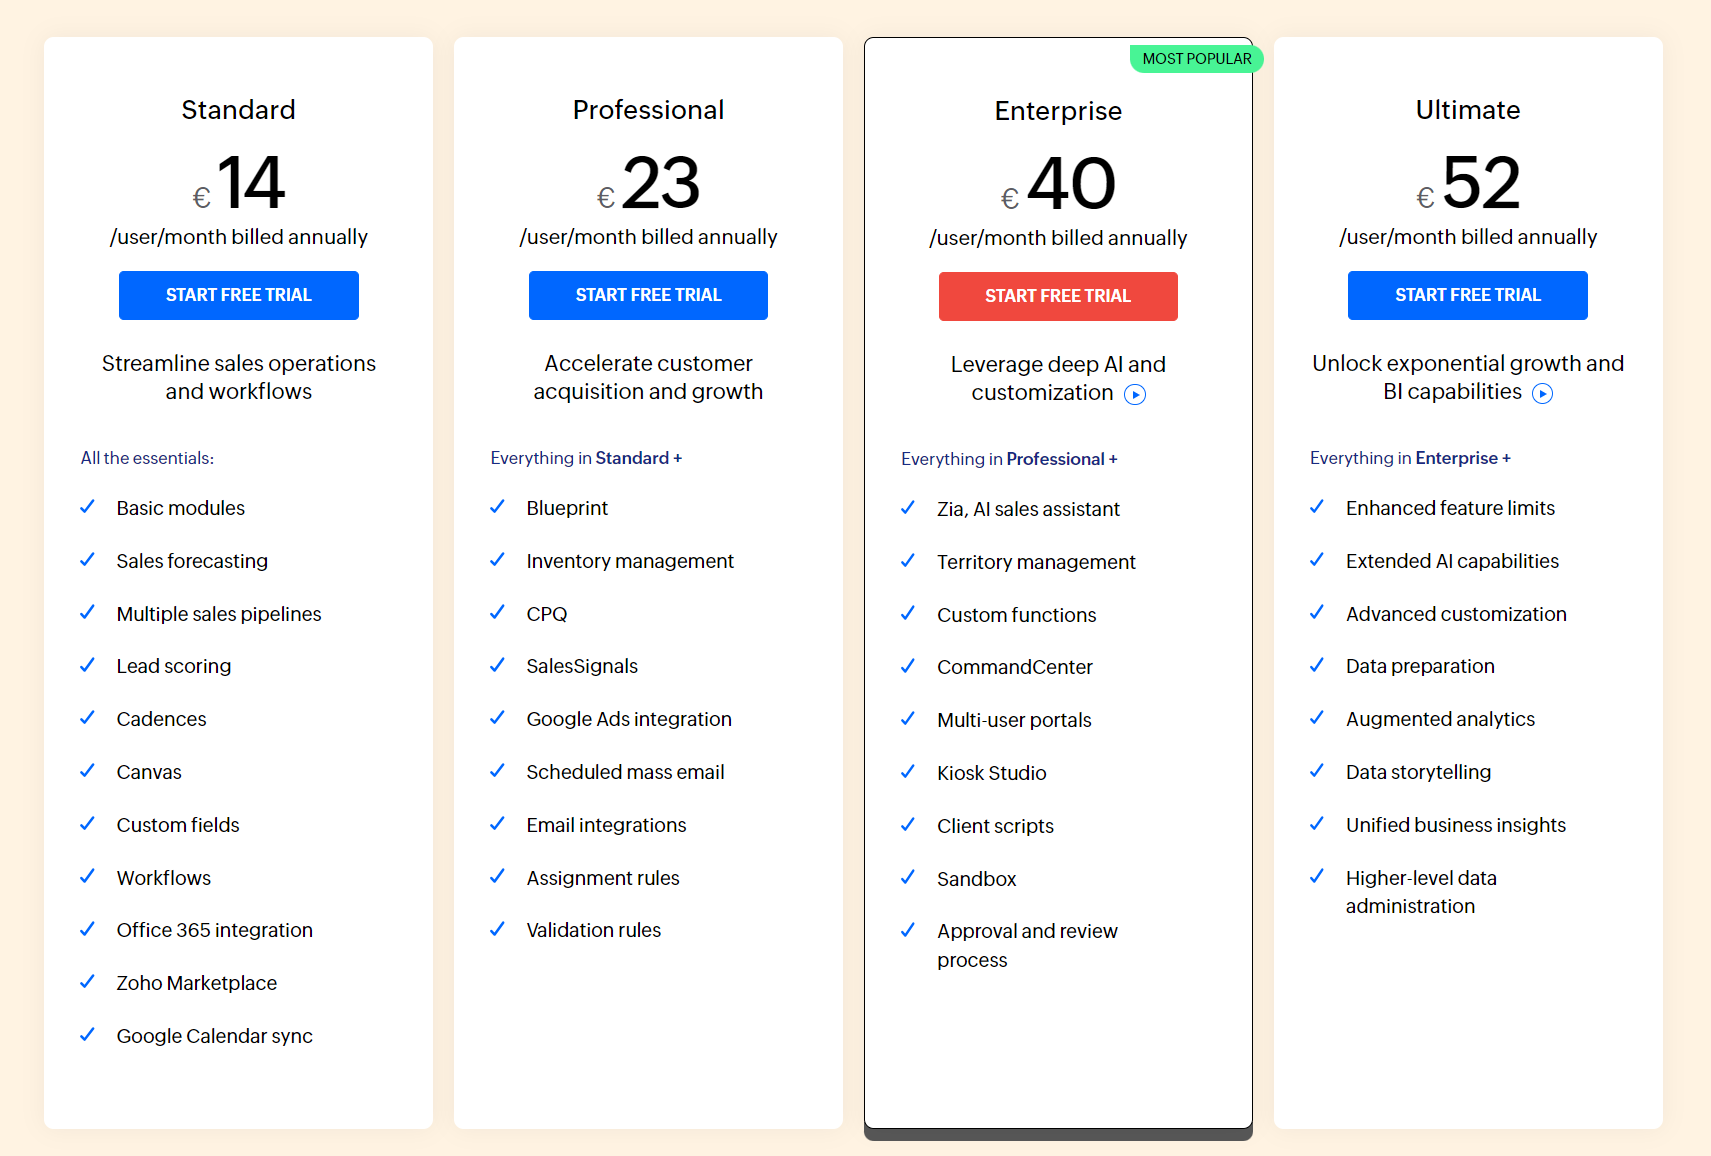 Standard
€ 14
/user/month billed annually
START FREE TRIAL
Streamline sales operations
and workflows
All the essentials:
Basic modules
Sales forecasting
Multiple sales pipelines
Lead scoring
Cadences
Canvas
Custom fields
Workflows
Office 365 integration
Zoho Marketplace
Google Calendar sync
Professional
€ 23
/user/month billed annually
START FREE TRIAL
Accelerate customer
acquisition and growth
Everything in Standard +
Blueprint
Inventory management
CPQ
SalesSignals
Google Ads integration
Scheduled mass email
Email integrations
Assignment rules
Validation rules
MOST POPULAR
Enterprise
€ 40
/user/month billed annually
START FREE TRIAL
Leverage deep AI and
customization
Everything in Professional +
Zia, AI sales assistant
Territory management
Custom functions
CommandCenter
Multi-user portals
Kiosk Studio
Client scripts
Sandbox
Approval and review
process
Ultimate
€ 52
/user/month billed annually
START FREE TRIAL
Unlock exponential growth and
BI capabilities
Everything in Enterprise +
Enhanced feature limits
Extended AI capabilities
Advanced customization
Data preparation
Augmented analytics
Data storytelling
Unified business insights
Higher-level data
administration